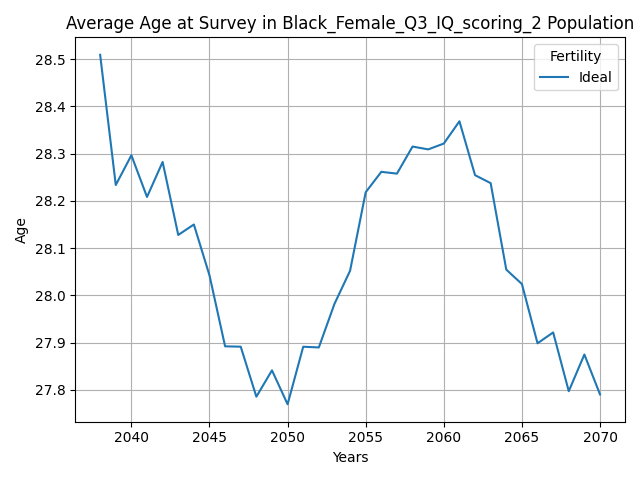 Average Age at Survey in Black_Female_Q3_IQ_scoring_2 Population
Fertility
Ideal
28.5
28.4
28.3
28.2
28.1
28.0
27.9
27.8
Age
2040 2045 2050 2055 2060 2065 2070
Years